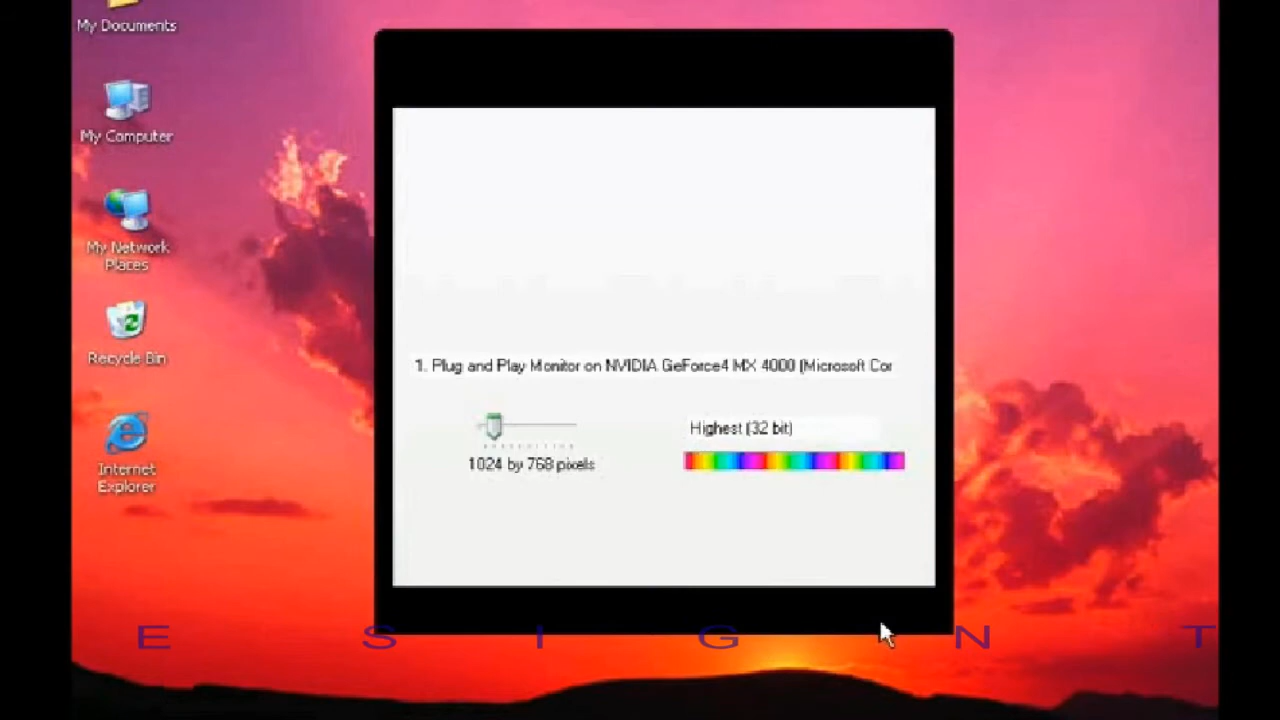 My Documents
My Computer
My Network
Places
Recycle Bin
Internet
Explorer
1. Plug and Play Monitor on NVIDIA GeForce4 MX 4000 (Microsoft Cor
Highest (32 bit)
1024 by 768 pixels
E S I G N T